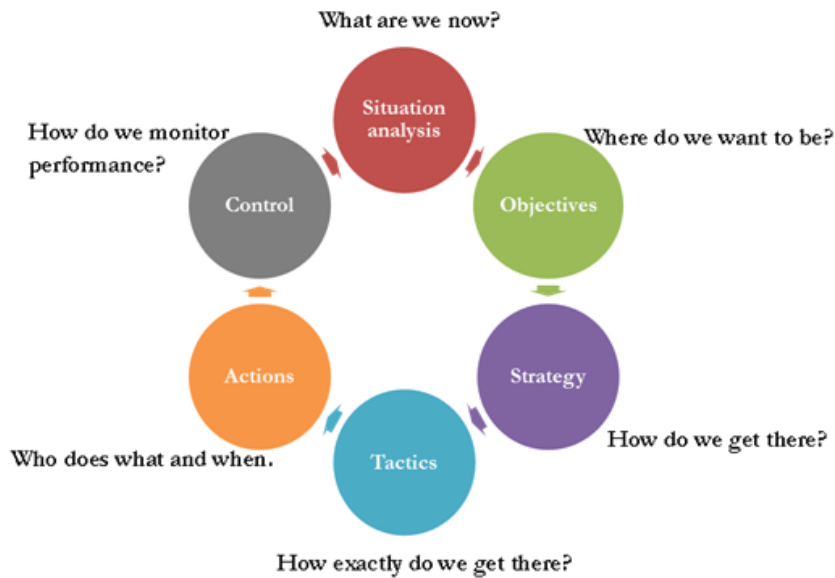 What are we now?
Situation
analysis
Where do we want to be?
Objectives
Strategy
How do we get there?
Tactics
How exactly do we get there?
Actions
Who does what and when.
Control
How do we monitor
performance?